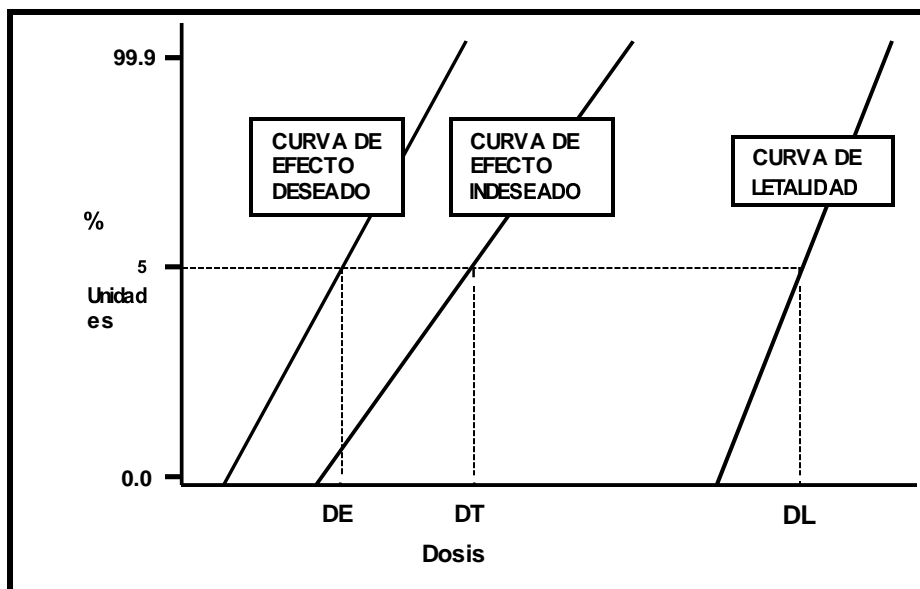 99.9
CURVA DE
EFECTO
DESEADO
CURVA DE
EFECTO
INDESEADO
CURVA DE
LETALIDAD
%
5
Unidad
es
0.0
DE
DT
DL
Dosis